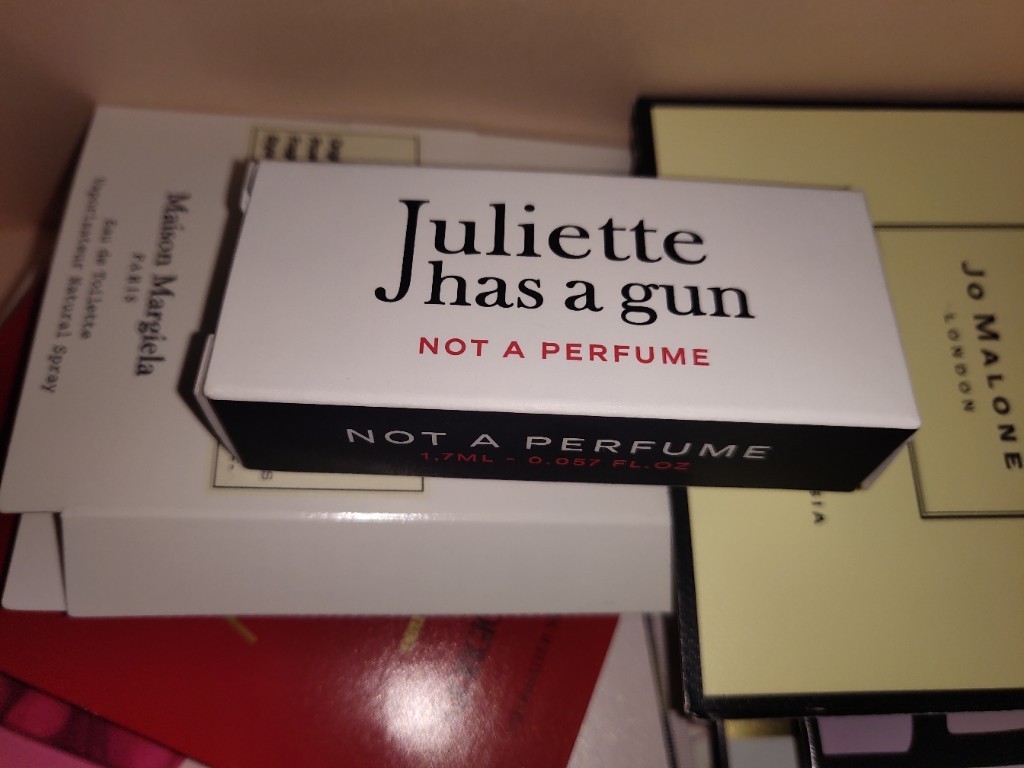 Juliette
has a gun
NOT A PERFUME
NOT A PERFUME
1.7ML - 0.057 FL.OZ
Maison Margiela
PARIS
Eau de Toilette
Vaporisateur Natural Spray
JO MALONE
LONDON